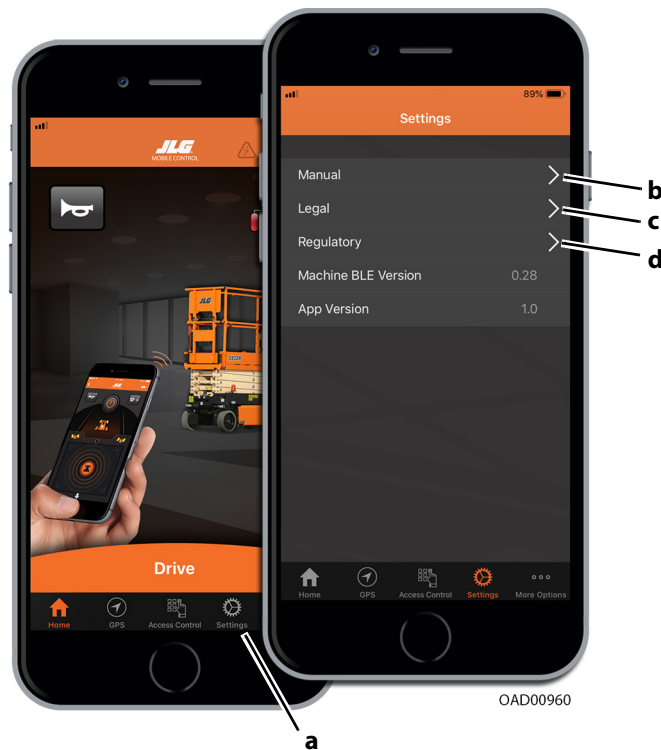 JLG
MOBILE CONTROL
JLG
Drive
Home
GPS
Access Control
Settings
a
89%
Settings
Manual
b
Legal
c
Regulatory
d
Machine BLE Version 0.28
App Version 1.0
Home
GPS
Access Control
Settings
More Options
OAD00960